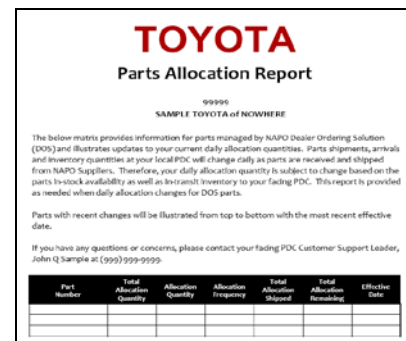 TOYOTA
Parts Allocation Report
99999
SAMPLE TOYOTA of NOWHERE
The below matrix provides information for parts managed by NAPO Dealer Ordering Solution
(DOS) and illustrates updates to your current daily allocation quantities. Parts shipments, arrivals
and inventory quantities at your local PDC will change daily as parts are received and shipped
from NAPO Suppliers. Therefore, your daily allocation quantity is subject to change based on the
parts in-stock availability as well as in-transit inventory to your facing PDC. This report is provided
as needed when daily allocation changes for DOS parts.
Parts with recent changes will be illustrated from top to bottom with the most recent effective
date.
If you have any questions or concerns, please contact your facing PDC Customer Support Leader,
John Q Sample at (999) 999-9999.
Part Number Total Allocation Quantity Allocation Quantity Allocation Frequency Total Allocation Shipped Total Allocation Remaining Effective Date